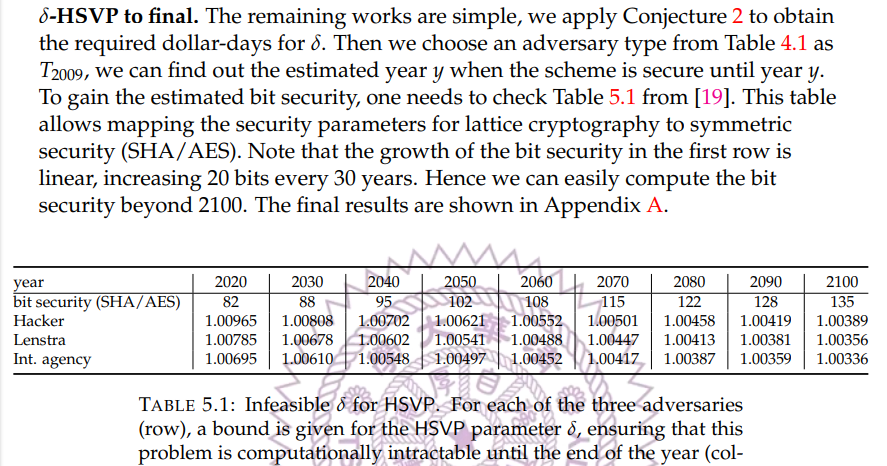 δ-HSVP to final. The remaining works are simple, we apply Conjecture 2 to obtain
the required dollar-days for δ. Then we choose an adversary type from Table 4.1 as
T2009, we can find out the estimated year y when the scheme is secure until year y.
To gain the estimated bit security, one needs to check Table 5.1 from [19]. This table
allows mapping the security parameters for lattice cryptography to symmetric
security (SHA/AES). Note that the growth of the bit security in the first row is
linear, increasing 20 bits every 30 years. Hence we can easily compute the bit
security beyond 2100. The final results are shown in Appendix A.
year 2020 2030 2040 2050 2060 2070 2080 2090 2100
bit security (SHA/AES) 82 88 95 102 108 115 122 128 135
Hacker 1.00965 1.00808 1.00702 1.00621 1.00552 1.00501 1.00458 1.00419 1.00389
Lenstra 1.00785 1.00678 1.00602 1.00541 1.00488 1.00447 1.00413 1.00381 1.00356
Int. agency 1.00695 1.00610 1.00548 1.00497 1.00452 1.00417 1.00387 1.00359 1.00336
TABLE 5.1: Infeasible δ for HSVP. For each of the three adversaries
(row), a bound is given for the HSVP parameter δ, ensuring that this
problem is computationally intractable until the end of the year (col-